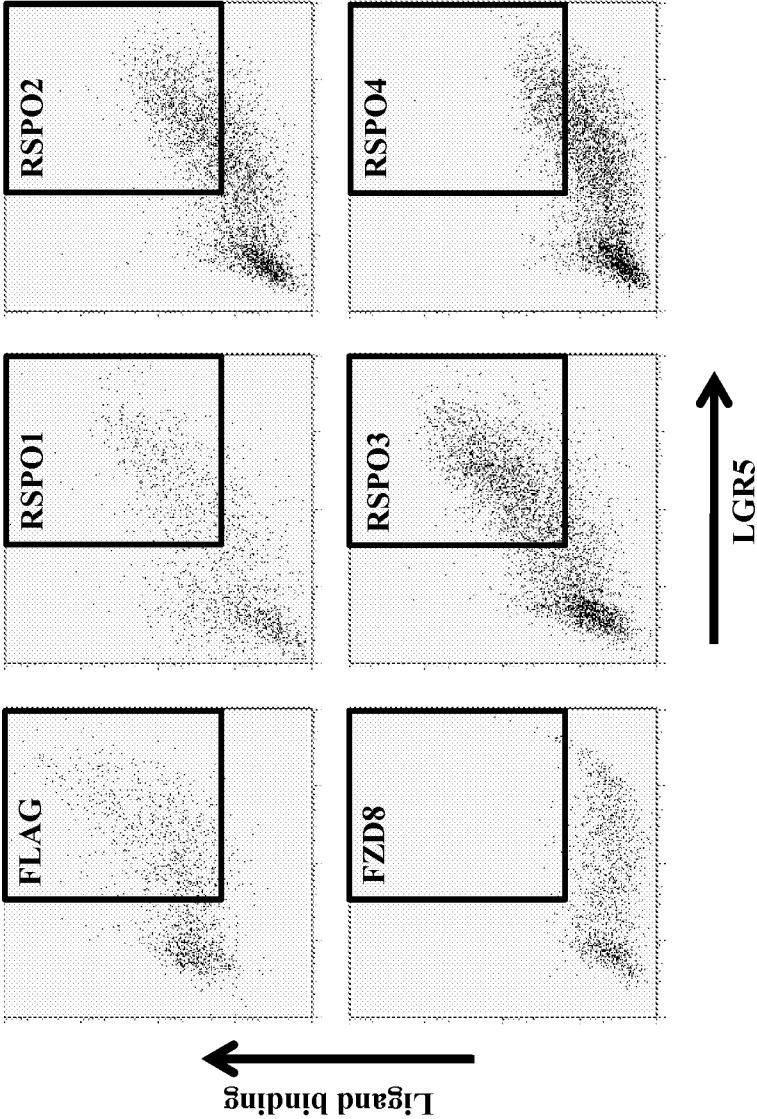 FLAG
RSPO1
RSPO2
FZD8
RSPO3
RSPO4
Ligand binding
LGR5